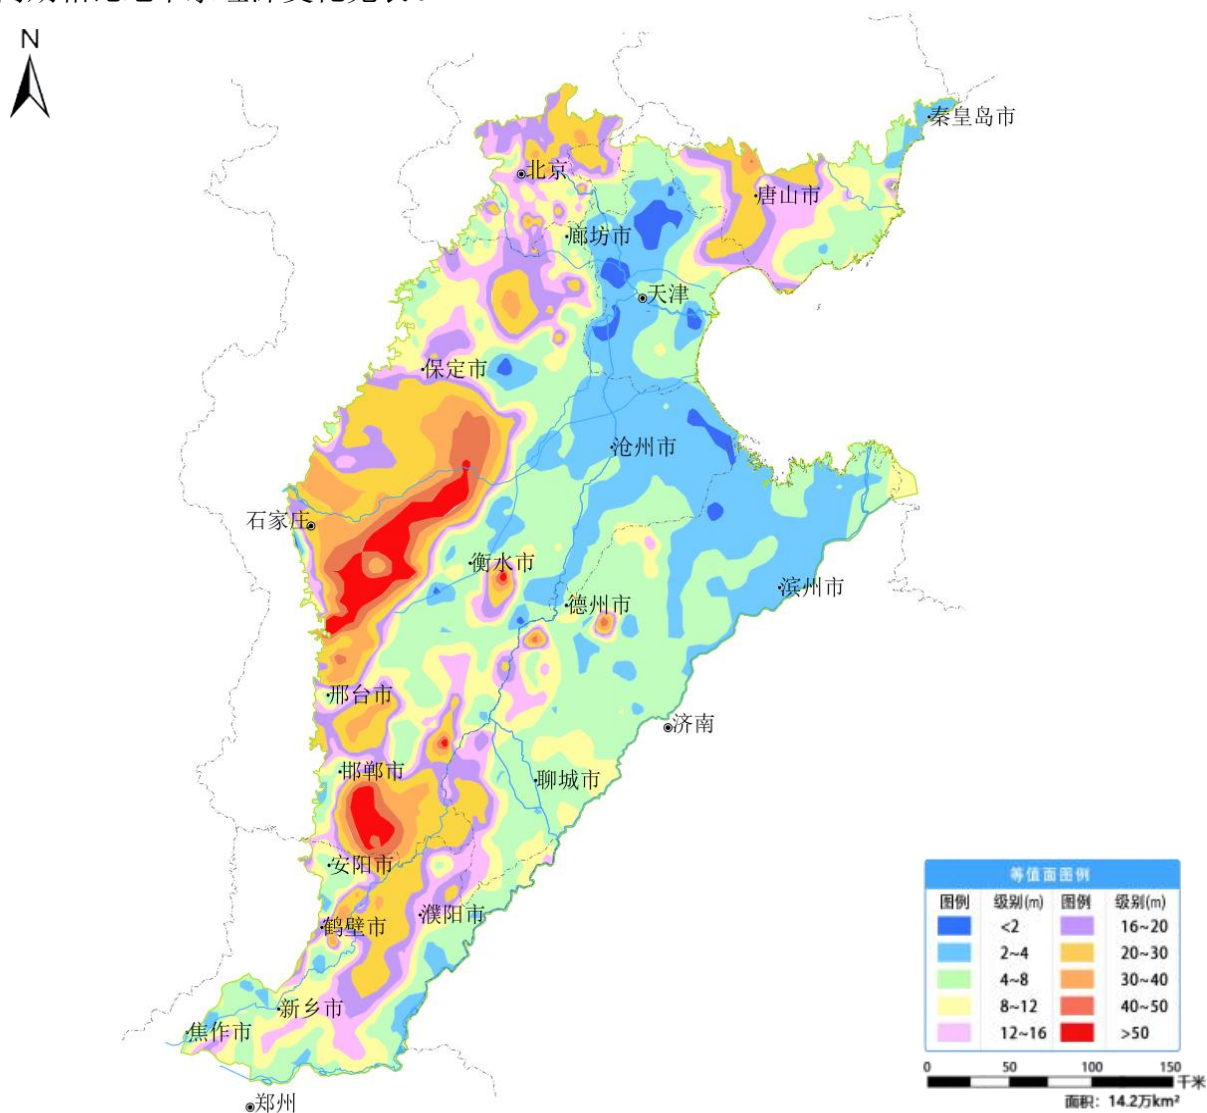 N
秦皇岛市
北京
唐山市
廊坊市
天津
保定市
沧州市
石家庄
衡水市
德州市
滨州市
邢台市
济南
邯郸市
聊城市
安阳市
濮阳市
鹤壁市
新乡市
焦作市
郑州
等值面图例
图例 级别(m) 图例 级别(m)
<2 16~20
2~4 20~30
4~8 30~40
8~12 40~50
12~16 >50
0 50 100 150
千米
面积：14.2万km²